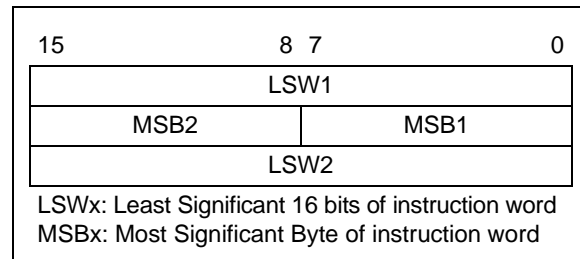 15 8 7 0
LSW1
MSB2 MSB1
LSW2
LSWx: Least Significant 16 bits of instruction word
MSBx: Most Significant Byte of instruction word